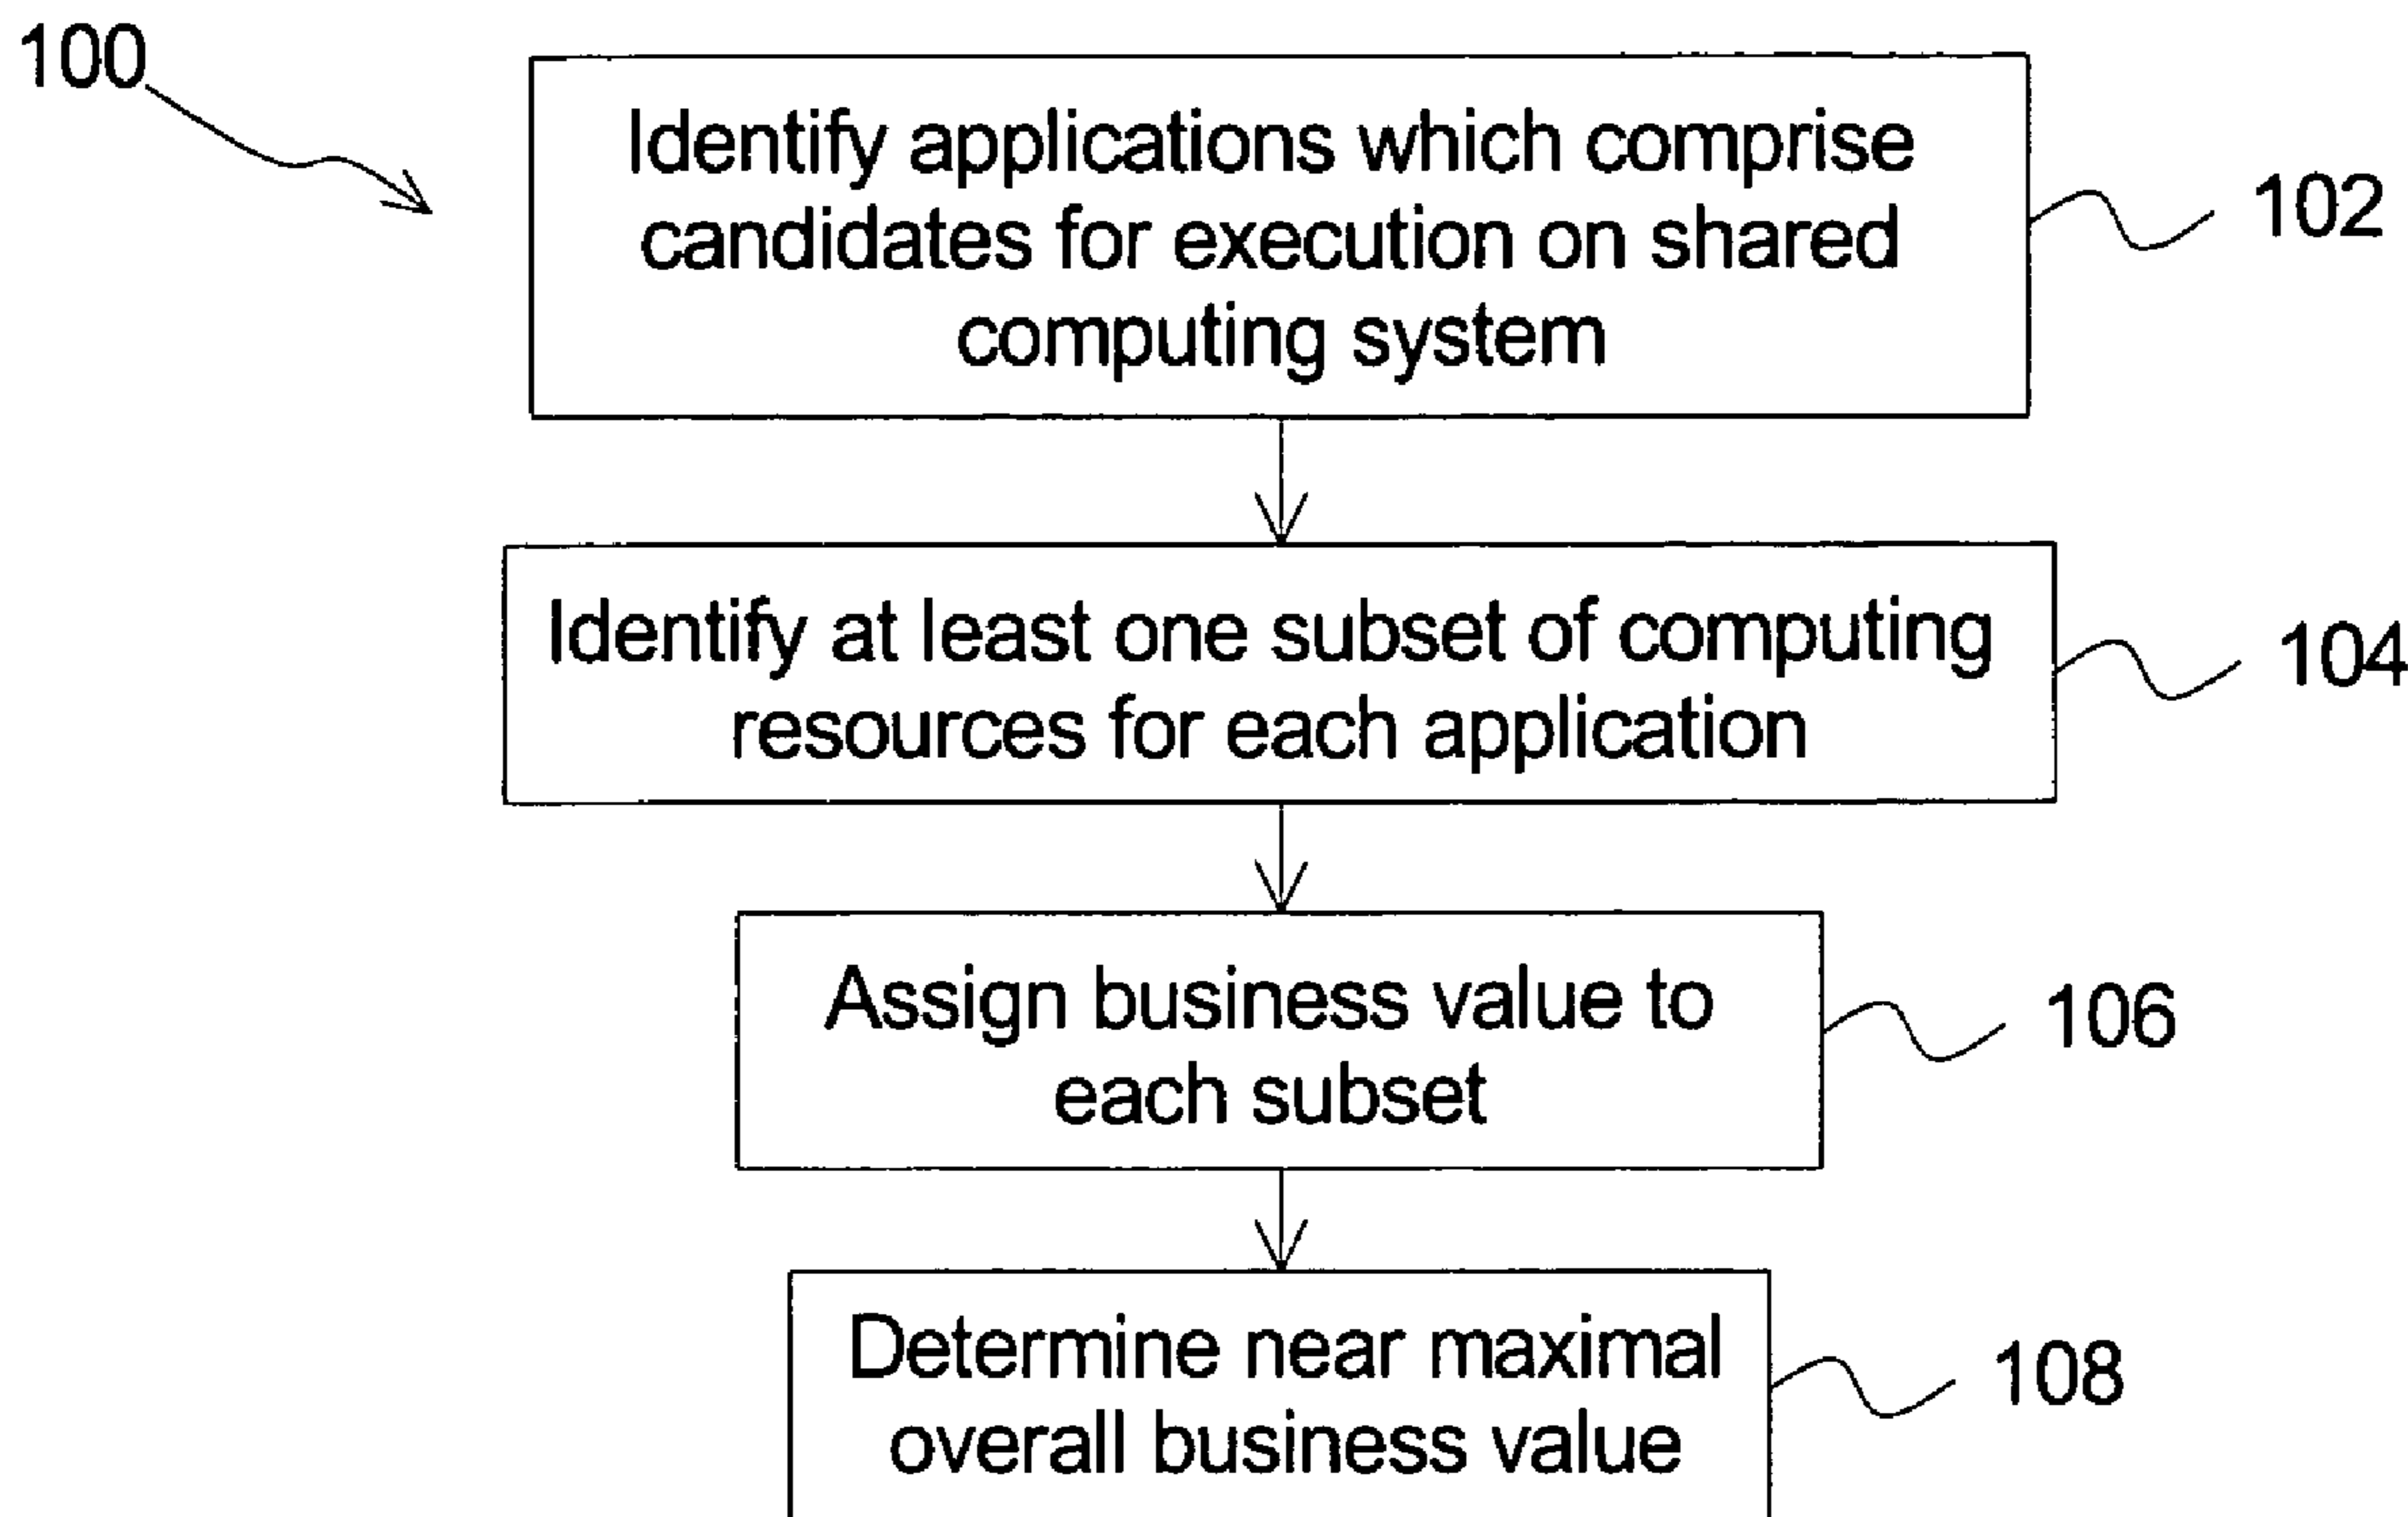 100
Identify applications which comprise
candidates for execution on shared
computing system
102
Identify at least one subset of computing
resources for each application
104
Assign business value to
each subset
106
Determine near maximal
overall business value
108